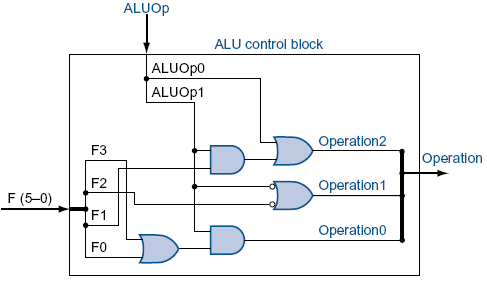 ALUOp
ALU control block
ALUOp0
ALUOp1
F3
Operation2
Operation
F2
Operation1
F (5–0)
F1
Operation0
F0